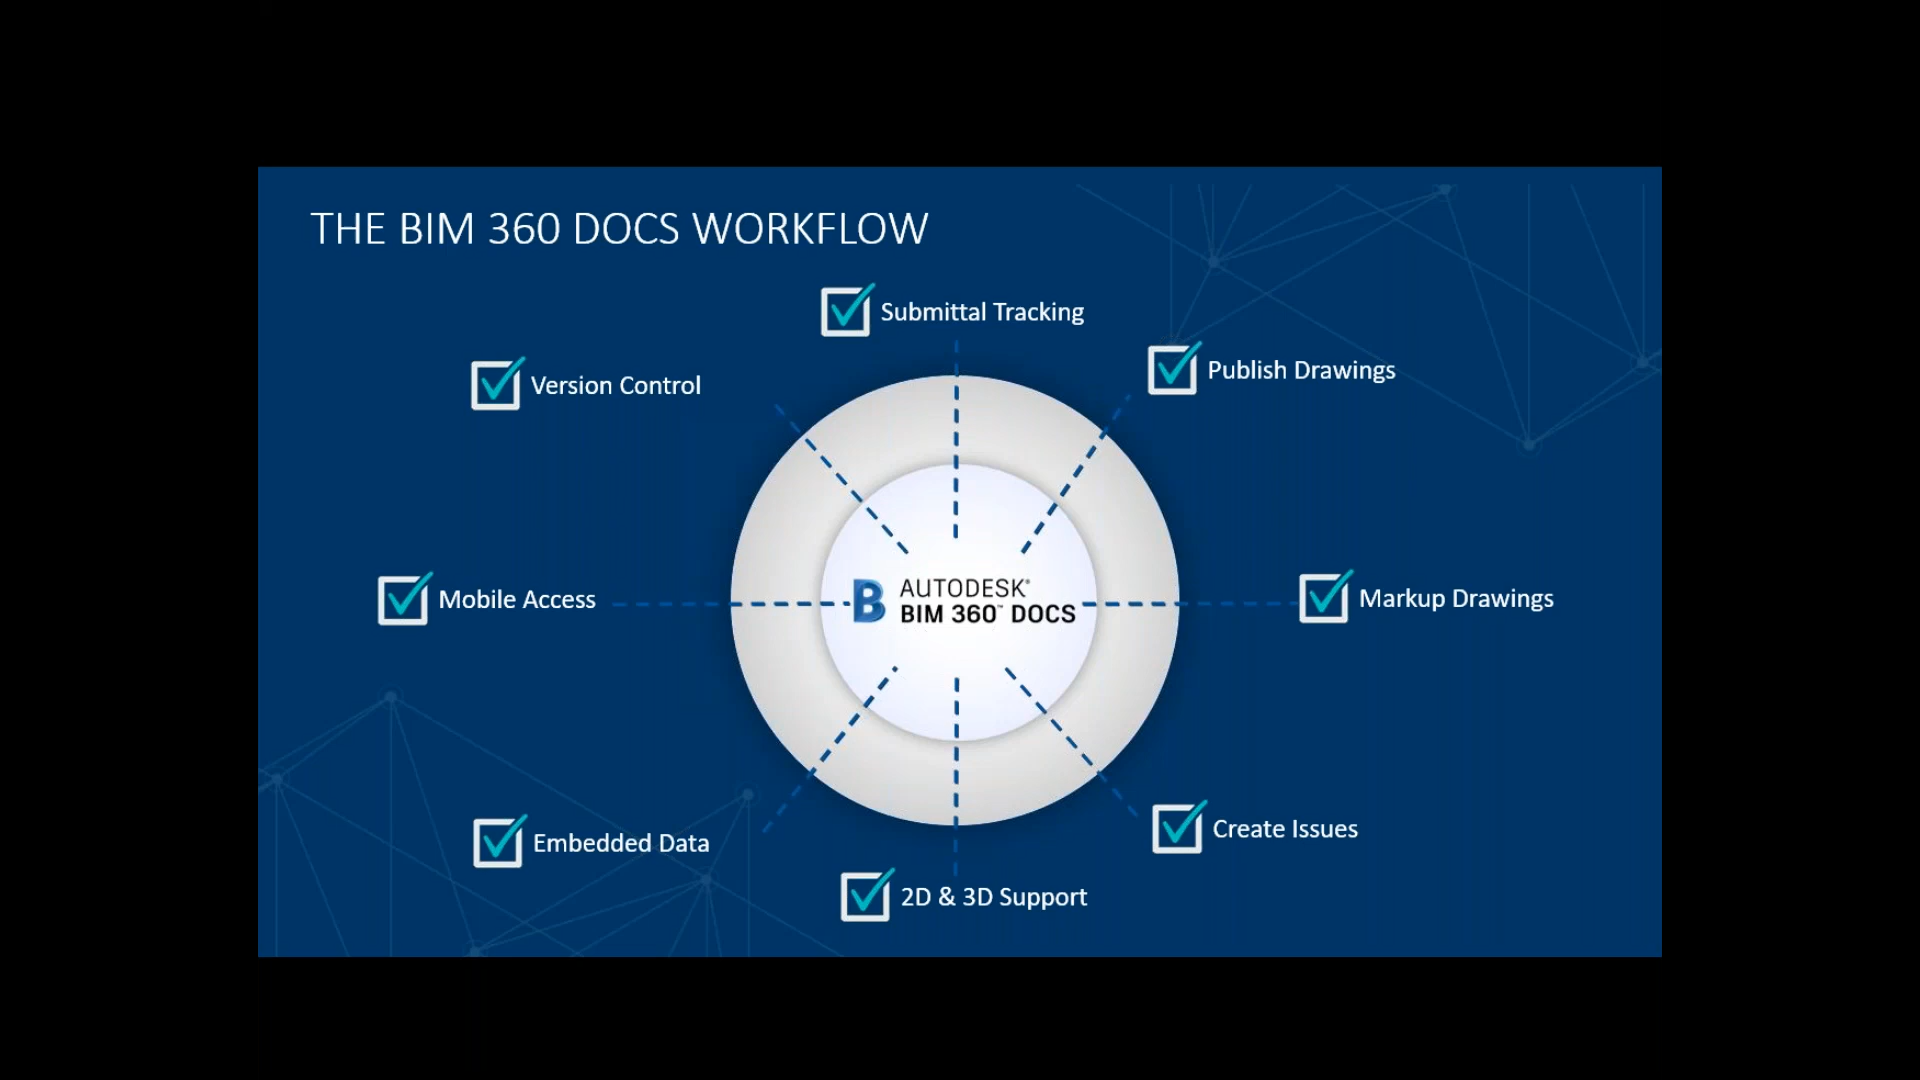 THE BIM 360 DOCS WORKFLOW
Submittal Tracking
Publish Drawings
Version Control
Mobile Access
AUTODESK®
BIM 360™ DOCS
Markup Drawings
Create Issues
Embedded Data
2D & 3D Support